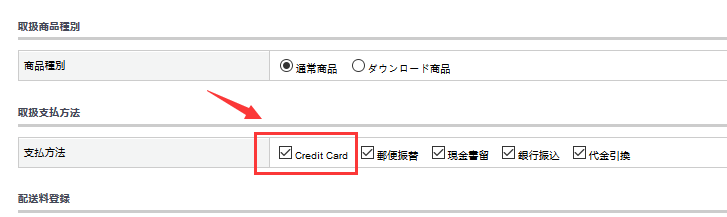 取扱商品種別
商品種別 通常商品 ダウンロード商品
取扱支払方法
支払方法 Credit Card 郵便振替 現金書留 銀行振込 代金引換
配送料登録